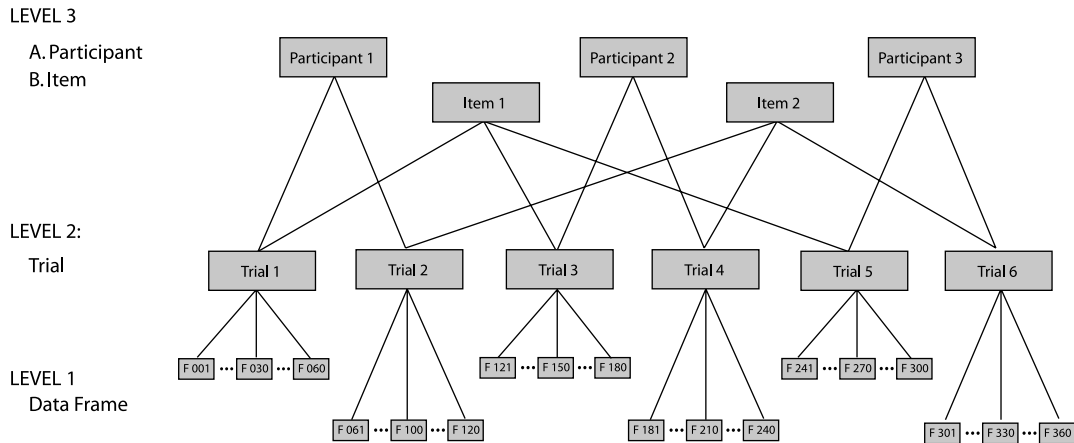 LEVEL 3
A. Participant
B. Item
Participant 1
Participant 2
Participant 3
Item 1
Item 2
LEVEL 2:
Trial
Trial 1
Trial 2
Trial 3
Trial 4
Trial 5
Trial 6
LEVEL 1
Data Frame
F 001 ••• F 030 ••• F 060
F 121 ••• F 150 ••• F 180
F 241 ••• F 270 ••• F 300
F 061 ••• F 100 ••• F 120
F 181 ••• F 210 ••• F 240
F 301 ••• F 330 ••• F 360